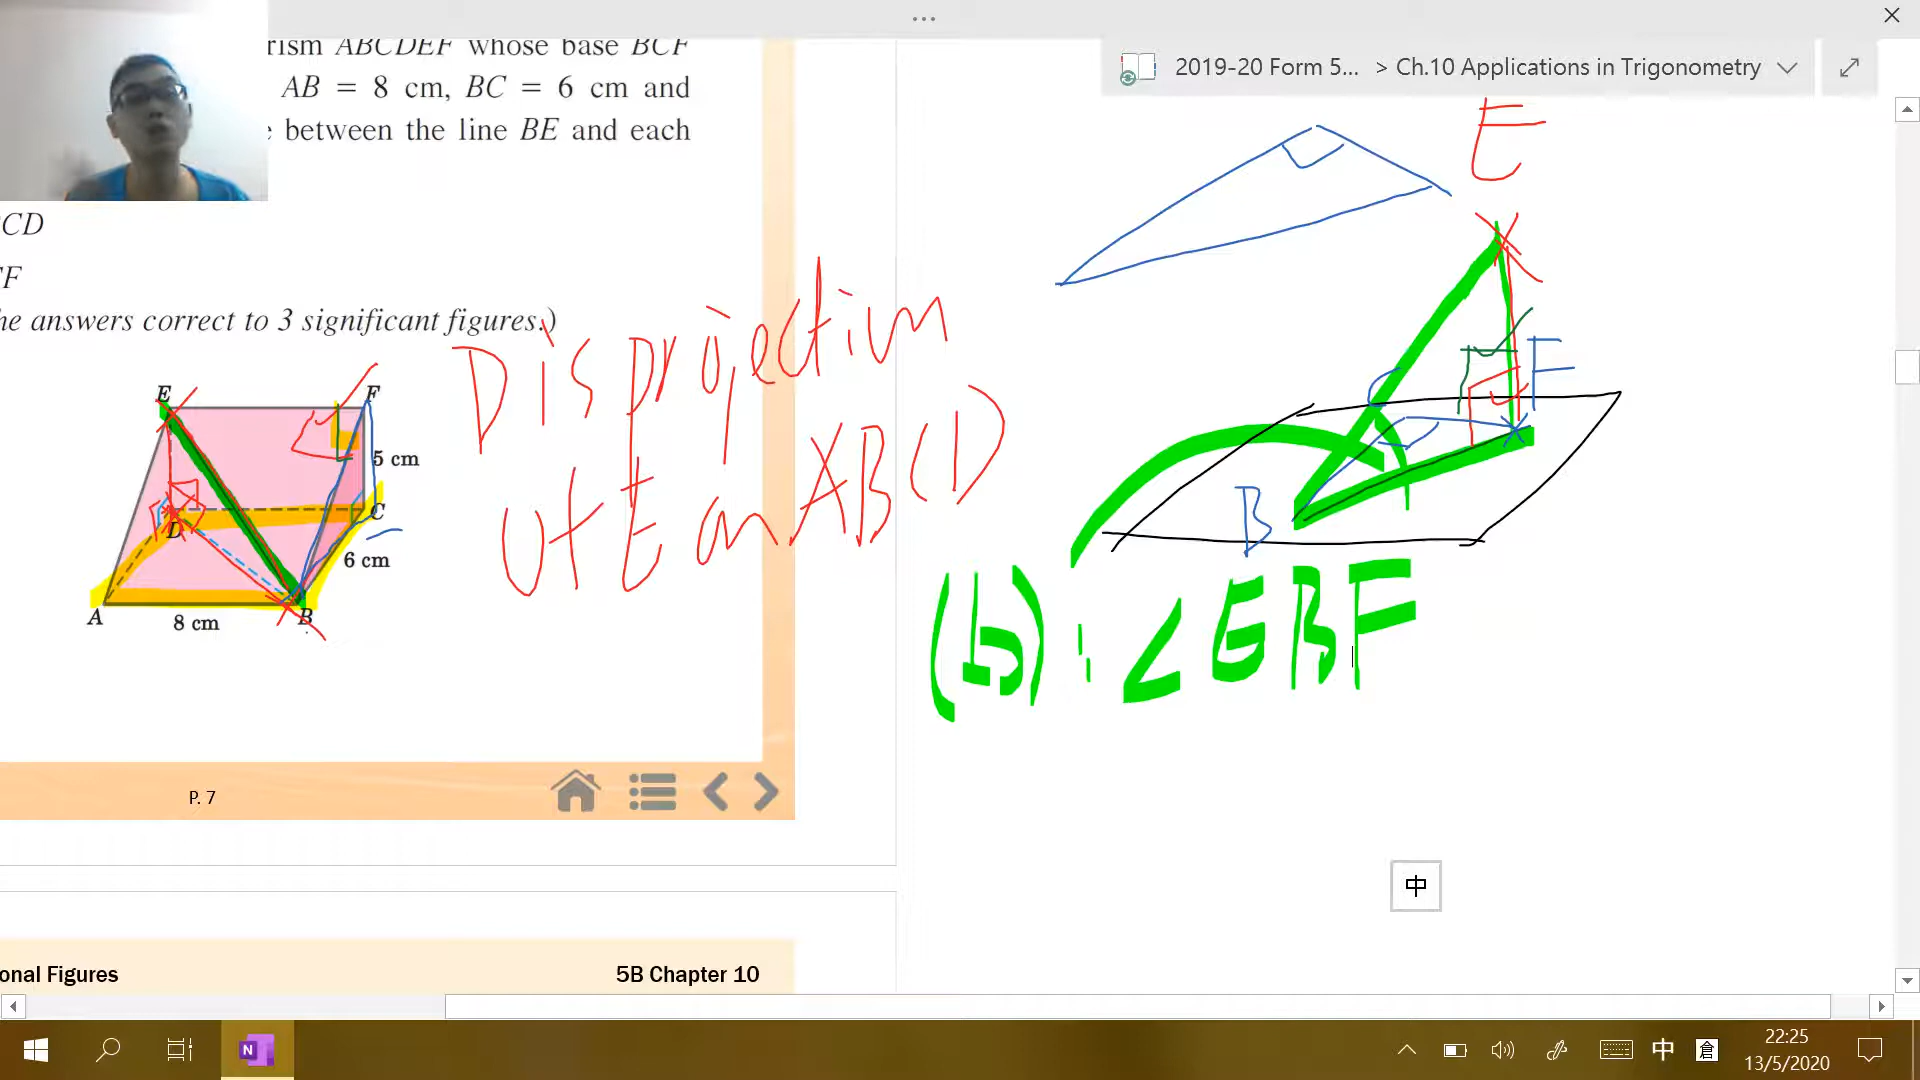 rism ABCDEF whose base BCF
AB = 8 cm, BC = 6 cm and
e between the line BE and each
CD
F
he answers correct to 3 significant figures.)
E
F
5 cm
D
C
6 cm
A
8 cm
B
D is projection
of E on ABCD
P. 7
onal Figures
5B Chapter 10
2019-20 Form 5... > Ch.10 Applications in Trigonometry
E
F
B
(b): ∠EBF
中
N
中
倉
22:25
13/5/2020